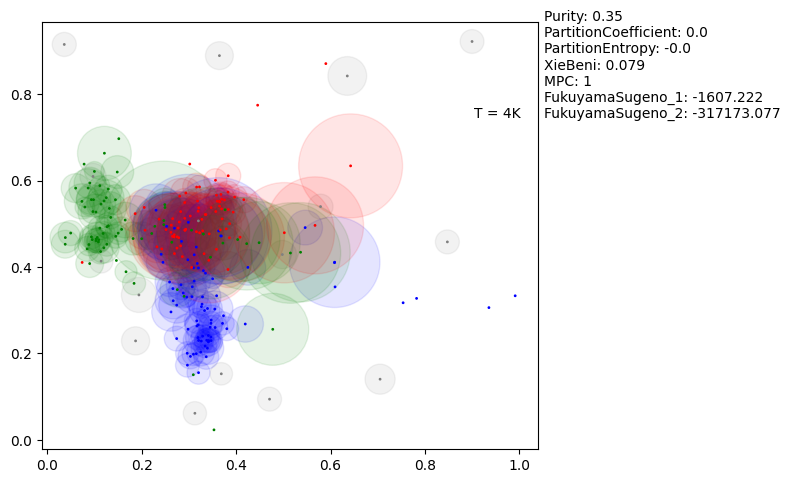 Purity: 0.35
PartitionCoefficient: 0.0
PartitionEntropy: -0.0
XieBeni: 0.079
MPC: 1
FukuyamaSugeno_1: -1607.222
FukuyamaSugeno_2: -317173.077
T = 4K
0.8
0.6
0.4
0.2
0.0
0.0 0.2 0.4 0.6 0.8 1.0